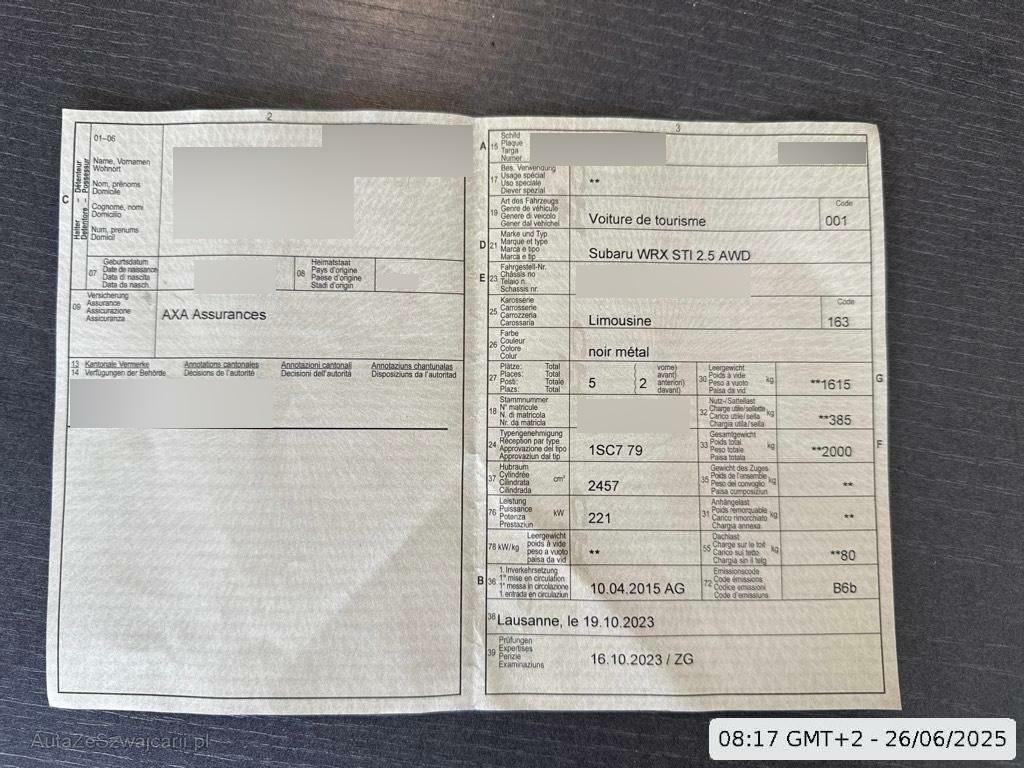 2
01–06
Name, Vornamen
Wohnort
Nom, prénoms
Domicile
Cognome, nomi
Domicilio
Num, prenums
Domicil
C
Halter – Détenteur
Detentore – Possessur
07
Geburtsdatum
Date de naissance
Data di nascita
Data da nasch.
08
Heimatstaat
Pays d'origine
Paese d'origine
Stadi d'origin
09
Versicherung
Assurance
Assicurazione
Assicuranza
AXA Assurances
13 Kantonale Vermerke Annotations cantonales Annotazioni cantonali Annotaziuns chantunalas
14 Verfügungen der Behörde Décisions de l'autorité Decisioni dell'autorità Disposiziuns da l'autoritad
3
A 15
Schild
Plaque
Targa
Numer
17
Bes. Verwendung
Usage spécial
Uso speciale
Diever spezial
**
19
Art des Fahrzeugs
Genre de véhicule
Genere di veicolo
Gener dal vehichel
Voiture de tourisme
Code
001
D 21
Marke und Typ
Marque et type
Marca e tipo
Marca e tip
Subaru WRX STI 2.5 AWD
E 23
Fahrgestell-Nr.
Châssis no
Telaio n.
Schassis nr.
25
Karosserie
Carrosserie
Carrozzeria
Carossaria
Limousine
Code
163
26
Farbe
Couleur
Colore
Colur
noir métal
27
Plätze: Total
Places: Total
Posti: Totale
Plazs: Total
5
2
vorne)
avant)
anteriori)
davant)
30
Leergewicht
Poids à vide
Peso a vuoto
Paisa da vid
kg
**1615
G
18
Stammnummer
N° matricule
N. di matricola
Nr. da matricla
32
Nutz-/Sattellast
Charge utile/sellette
Carico utile/sella
Chargia utila/sella
kg
**385
24
Typengenehmigung
Réception par type
Approvazione del tipo
Approvaziun dal tip
1SC7 79
33
Gesamtgewicht
Poids total
Peso totale
Paisa totala
kg
**2000
F
37
Hubraum
Cylindrée
Cilindrata
Cilindrada
cm³
2457
35
Gewicht des Zuges
Poids de l'ensemble
Peso del convoglio
Paisa cumposiziun
kg
**
76
Leistung
Puissance
Potenza
Prestaziun
kW
221
31
Anhängelast
Poids remorquable
Carico rimorchiato
Chargia annexa
kg
**
78 kW/kg
Leergewicht
poids à vide
peso a vuoto
paisa da vid
**
55
Dachlast
Charge sur le toit
Carico sul tetto
Chargia sin il tetg
kg
**80
B 36
1. Inverkehrsetzung
1re mise en circulation
1a messa in circolazione
1. entrada en circulaziun
10.04.2015 AG
72
Emissionscode
Code émissions
Codice emissioni
Code d'emissiuns
B6b
38
Lausanne, le 19.10.2023
39
Prüfungen
Expertises
Perizie
Examinaziuns
16.10.2023 / ZG
AutaZeSzwajcarii.pl
08:17 GMT+2 - 26/06/2025